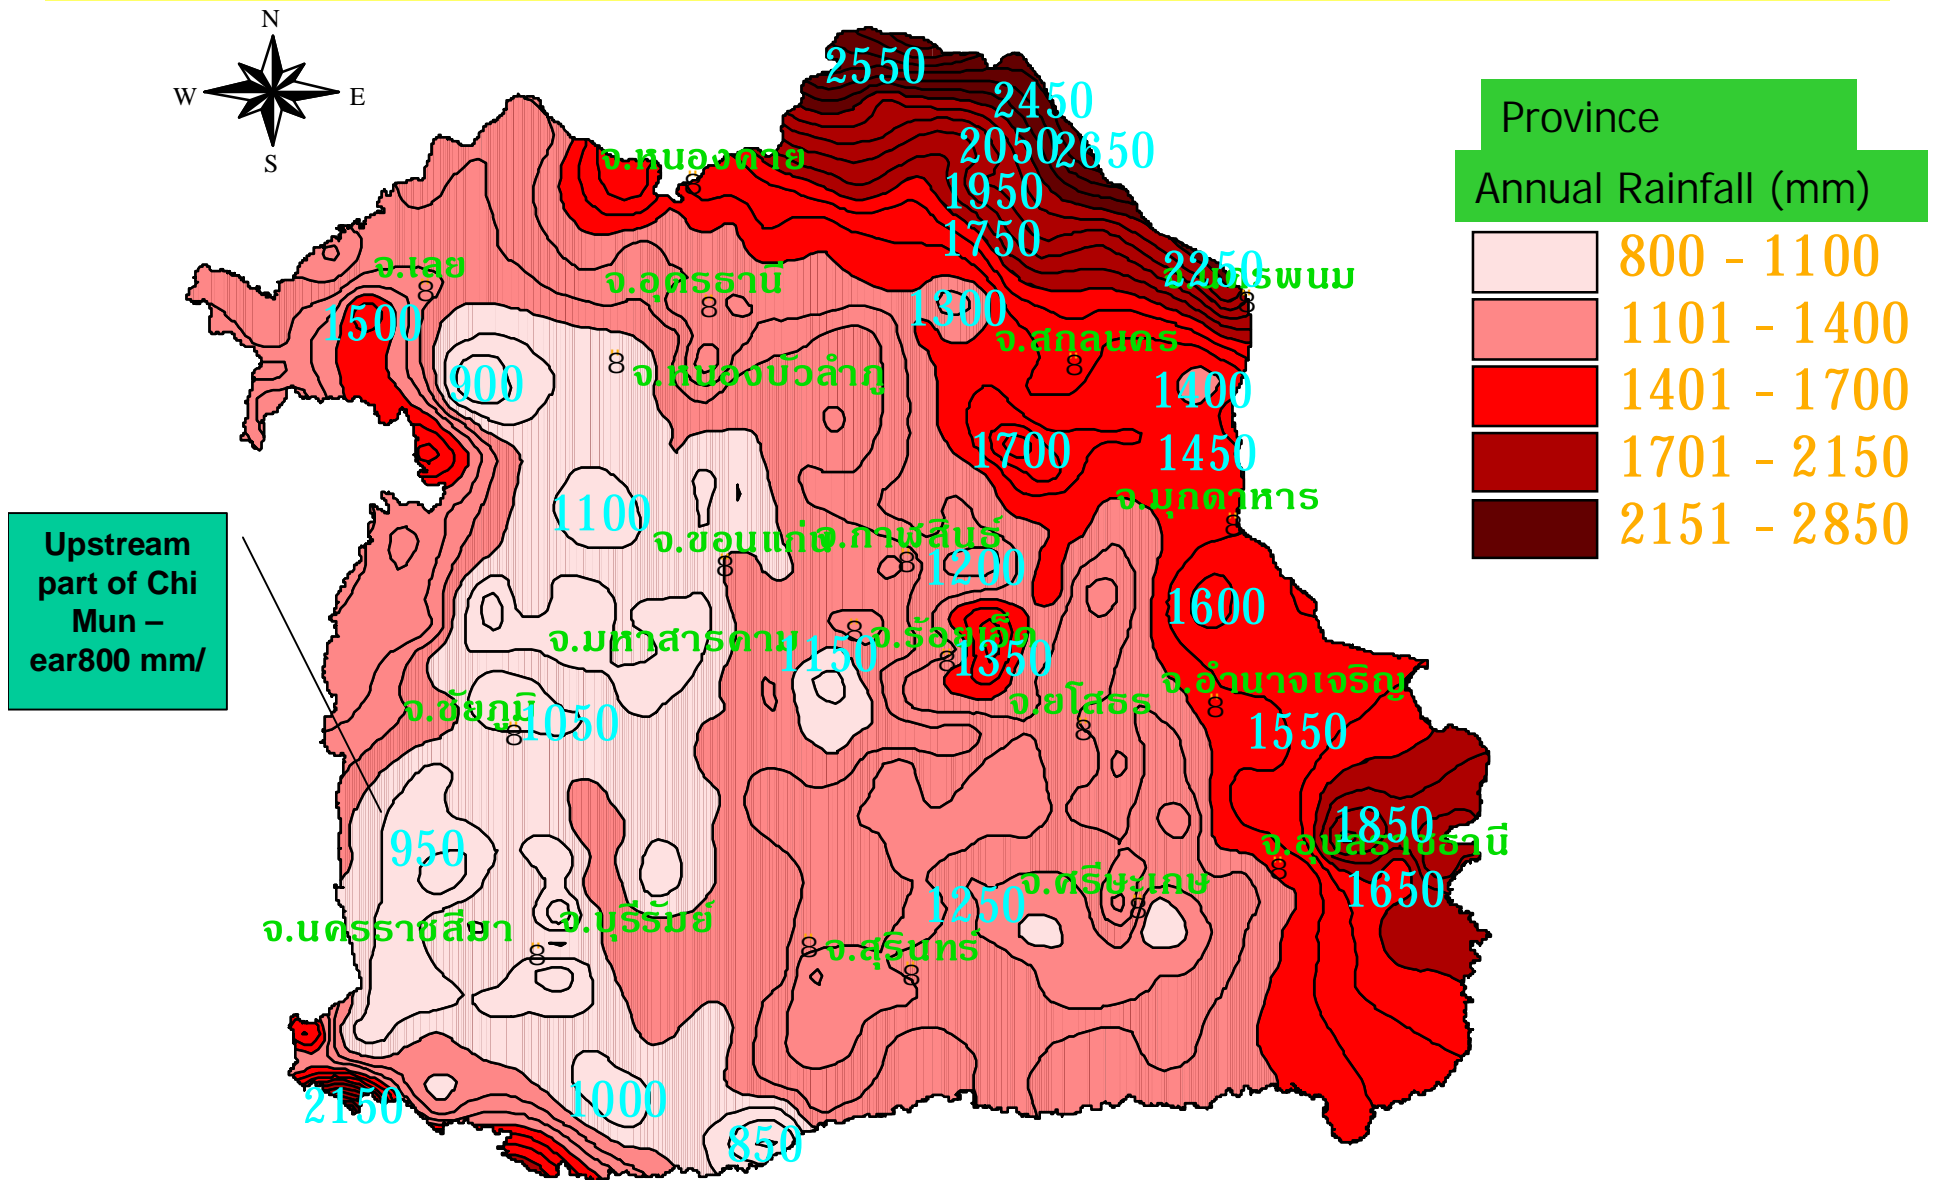 N
W E
S
2550
2450
2050
2650
จ.หนองคาย
1950
1750
2250
จ.เลย
จ.อุดรธานี
1300
1500
จ.สกลนคร
900
จ.หนองบัวลำภู
1400
1700
1450
จ.มุกดาหาร
1100
จ.ขอนแก่น
จ.กาฬสินธุ์
1200
1600
จ.มหาสารคาม
1150
จ.ร้อยเอ็ด
1350
จ.ชัยภูมิ
1050
จ.ยโสธร
จ.อำนาจเจริญ
1550
950
1850
จ.อุบลราชธานี
1650
จ.นครราชสีมา
จ.บุรีรัมย์
จ.สุรินทร์
1250
จ.ศรีษะเกษ
2150
1000
850
Upstream
part of Chi
Mun –
ear800 mm/
Province
Annual Rainfall (mm)
800 - 1100
1101 - 1400
1401 - 1700
1701 - 2150
2151 - 2850